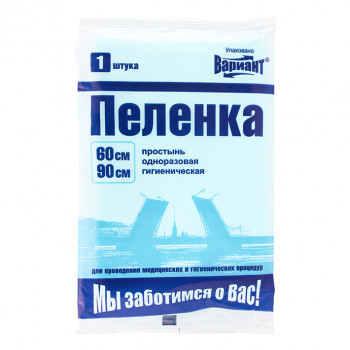 Упаковано
Вариант®
1 штука
Пеленка
60 см
90 см
простынь
одноразовая
гигиеническая
для проведения медицинских и гигиенических процедур
Мы заботимся о Вас!